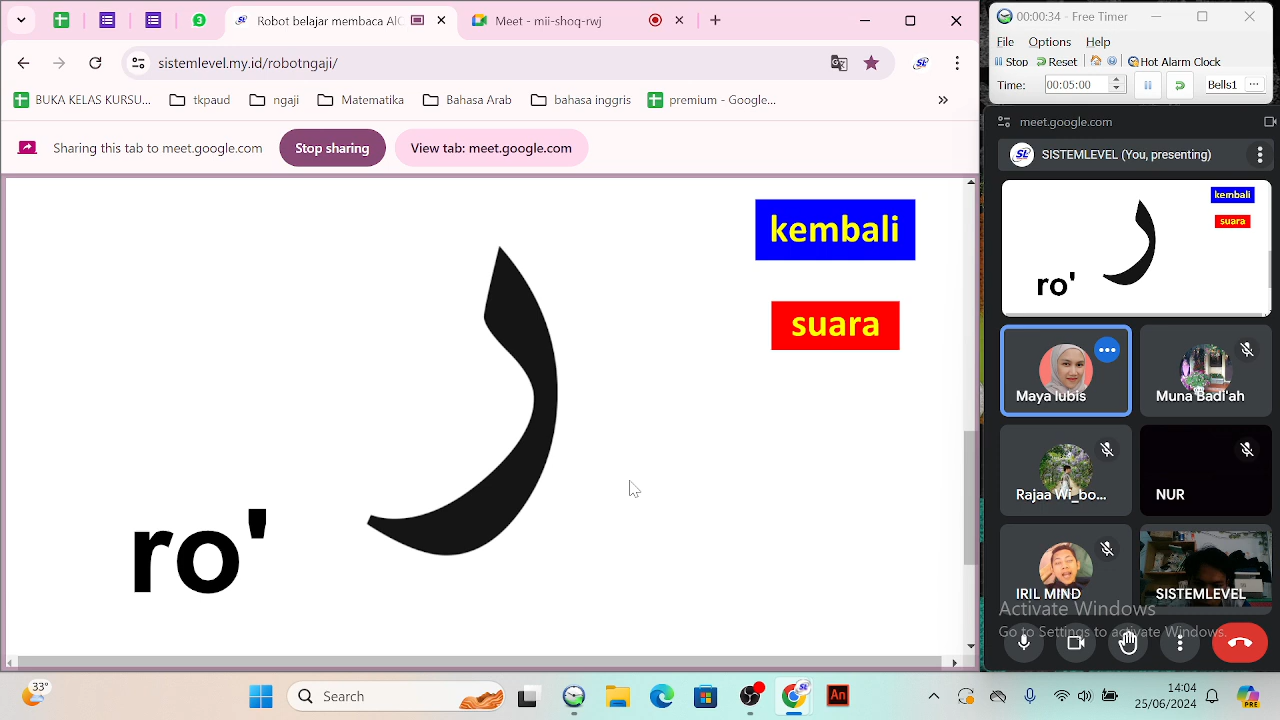 Robot belajar membaca Al
Meet - mii-shoq-rwj
sistemlevel.my.id/robotngaji/
BUKA KELAS KURSU...
tkpaud
ngaji
Matematika
Bahasa Arab
bahasa inggris
premium - Google...
Sharing this tab to meet.google.com
Stop sharing
View tab: meet.google.com
kembali
suara
ر
ro'
00:00:34 - Free Timer
File Options Help
Stop Reset Hot Alarm Clock
Time: 00:05:00 Bells1
meet.google.com
SISTEMLEVEL (You, presenting)
kembali
suara
ر
ro'
Maya lubis
Muna BadI'ah
Rajaa Wi_bo...
NUR
IRIL MIND
SISTEMLEVEL
Activate Windows
Go to Settings to activate Windows.
33°
Search
An
14:04
25/06/2024
PRE